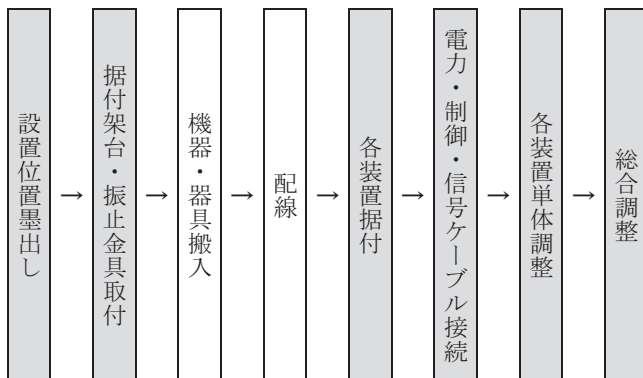 設置位置墨出し
→
据付架台・振止金具取付
→
機器・器具搬入
→
配線
→
各装置据付
→
電力・制御・信号ケーブル接続
→
各装置単体調整
→
総合調整